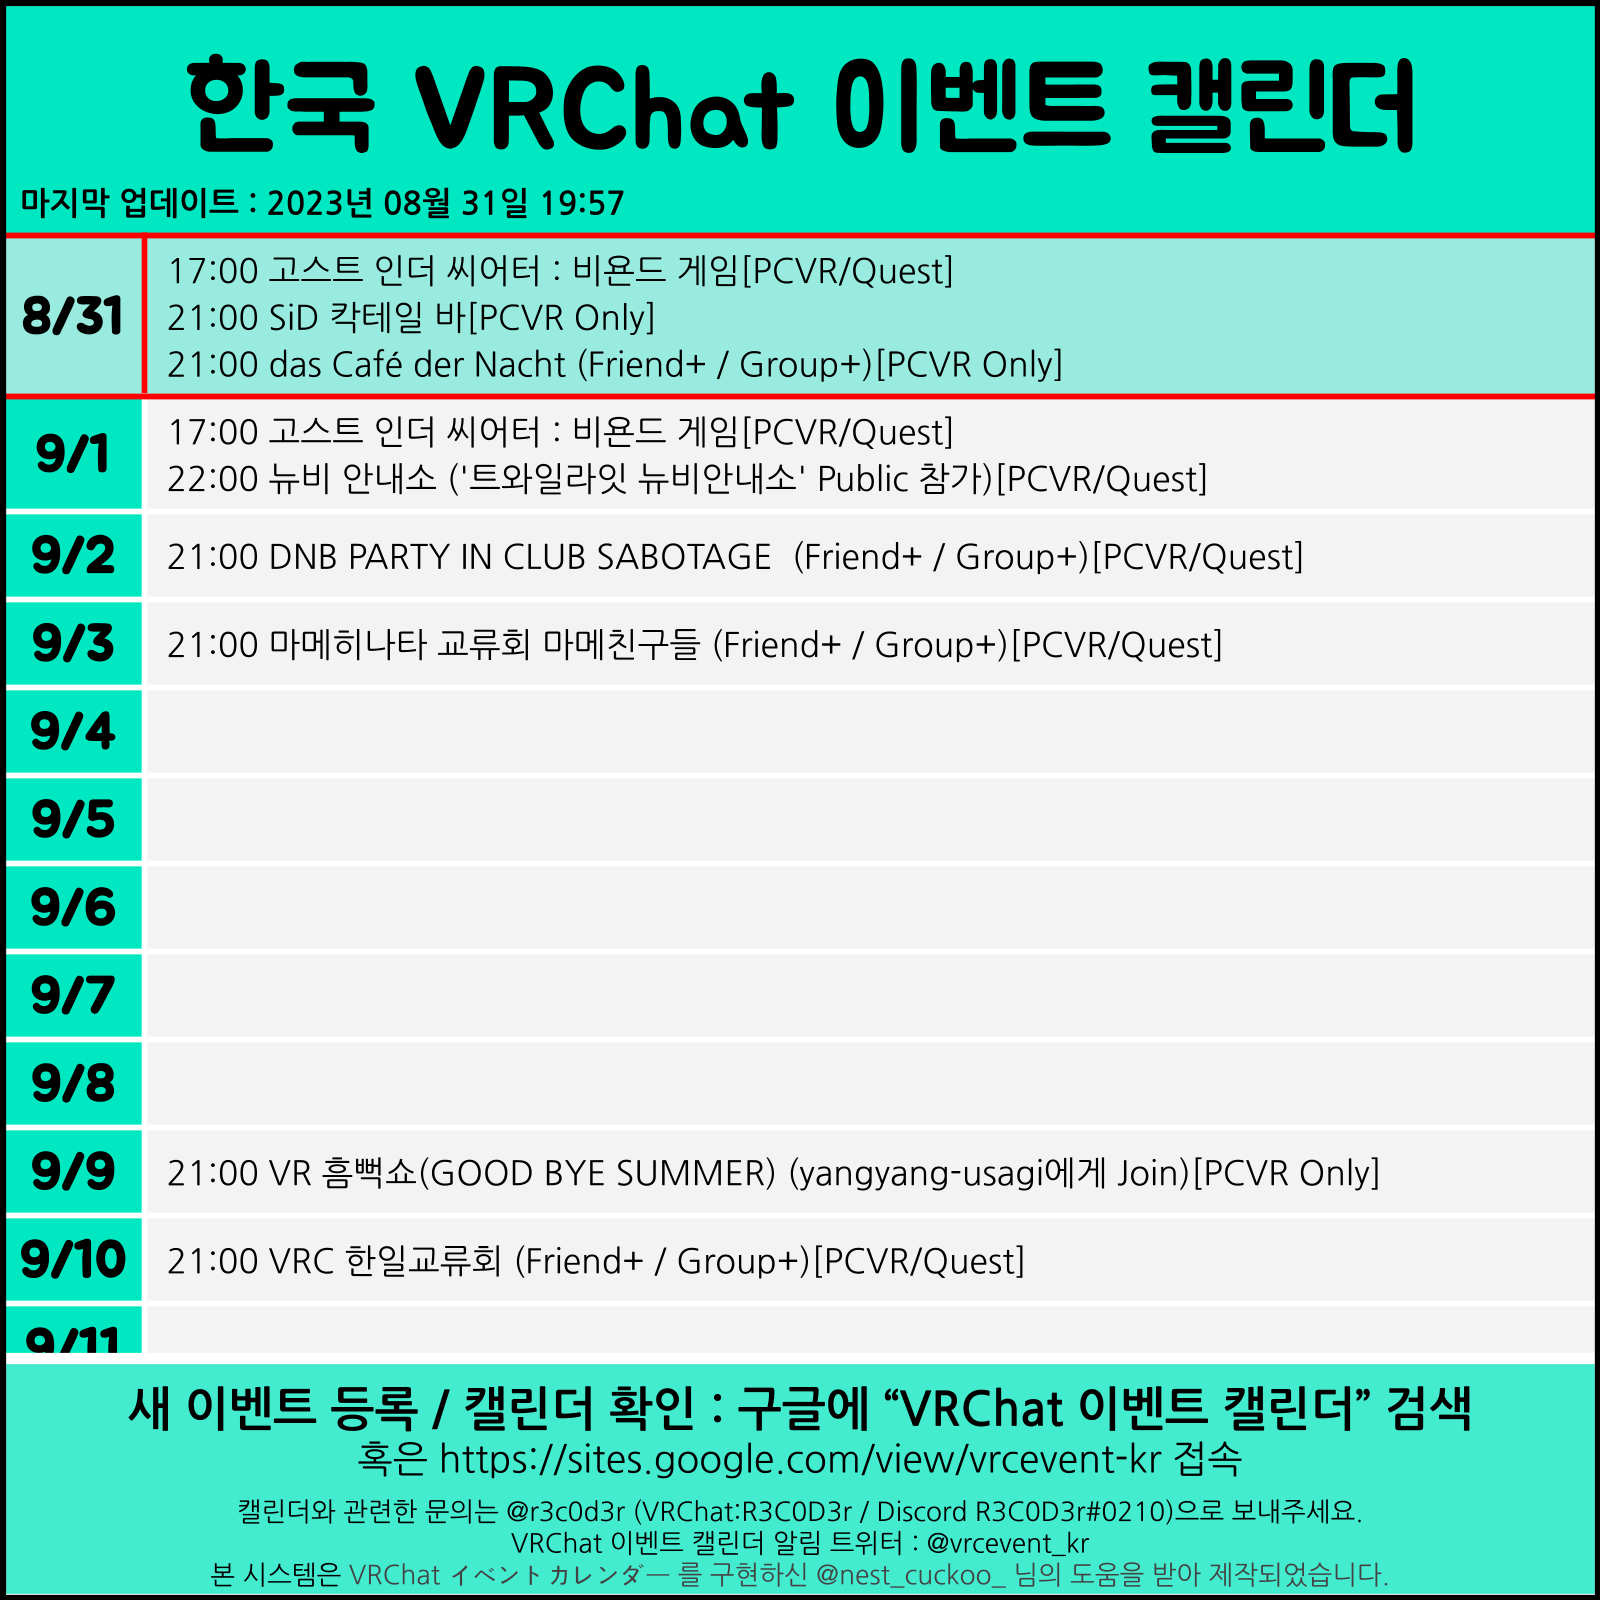 한국 VRChat 이벤트 캘린더
마지막 업데이트 : 2023년 08월 31일 19:57
8/31
17:00 고스트 인더 씨어터 : 비욘드 게임[PCVR/Quest]
21:00 SiD 칵테일 바[PCVR Only]
21:00 das Café der Nacht (Friend+ / Group+)[PCVR Only]
9/1
17:00 고스트 인더 씨어터 : 비욘드 게임[PCVR/Quest]
22:00 뉴비 안내소 ('트와일라잇 뉴비안내소' Public 참가)[PCVR/Quest]
9/2
21:00 DNB PARTY IN CLUB SABOTAGE  (Friend+ / Group+)[PCVR/Quest]
9/3
21:00 마메히나타 교류회 마메친구들 (Friend+ / Group+)[PCVR/Quest]
9/4
9/5
9/6
9/7
9/8
9/9
21:00 VR 흠뻑쇼(GOOD BYE SUMMER) (yangyang-usagi에게 Join)[PCVR Only]
9/10
21:00 VRC 한일교류회 (Friend+ / Group+)[PCVR/Quest]
9/11
새 이벤트 등록 / 캘린더 확인 : 구글에 “VRChat 이벤트 캘린더” 검색
혹은 https://sites.google.com/view/vrcevent-kr 접속
캘린더와 관련한 문의는 @r3c0d3r (VRChat:R3C0D3r / Discord R3C0D3r#0210)으로 보내주세요.
VRChat 이벤트 캘린더 알림 트위터 : @vrcevent_kr
본 시스템은 VRChat イベントカレンダー 를 구현하신 @nest_cuckoo_ 님의 도움을 받아 제작되었습니다.